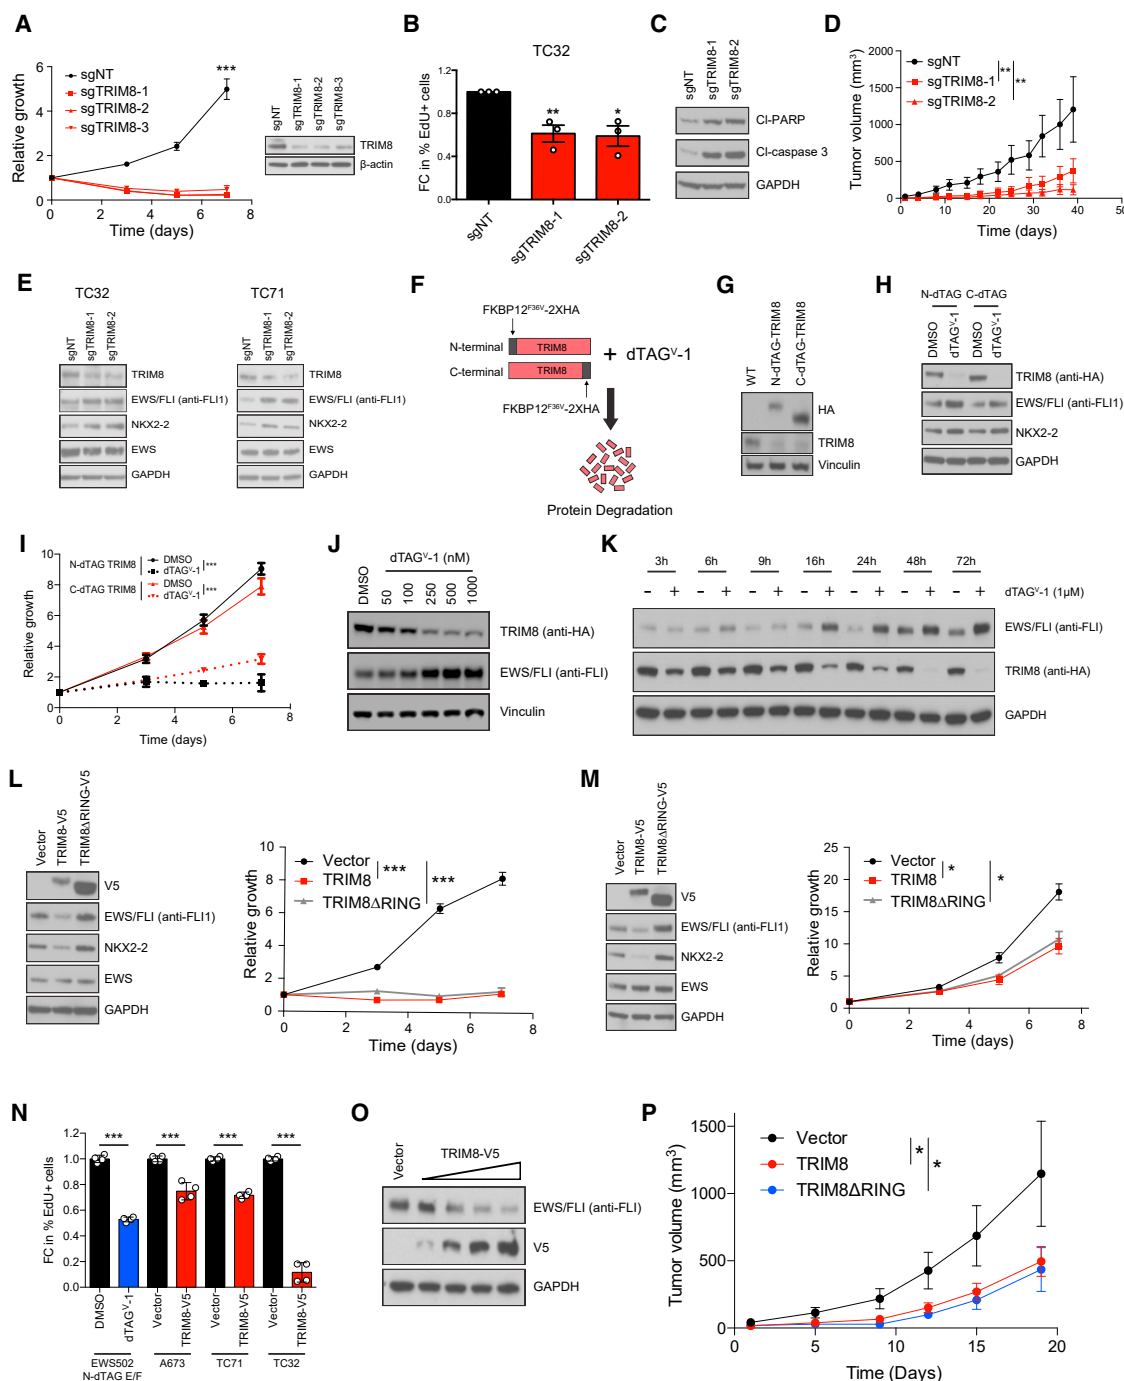 A
Relative growth
6
4
2
0
0 2 4 6 8
Time (days)
sgNT
sgTRIM8-1
sgTRIM8-2
sgTRIM8-3
***
sgNT
sgTRIM8-1
sgTRIM8-2
sgTRIM8-3
TRIM8
β-actin
B
TC32
FC in % EdU+ cells
1.2
0.8
0.4
0.0
** *
sgNT
sgTRIM8-1
sgTRIM8-2
C
sgNT
sgTRIM8-1
sgTRIM8-2
Cl-PARP
Cl-caspase 3
GAPDH
D
Tumor volume (mm³)
2000
1500
1000
500
0
0 10 20 30 40 50
Time (days)
sgNT
sgTRIM8-1
sgTRIM8-2
**
**
E
TC32
sgNT
sgTRIM8-1
sgTRIM8-2
TRIM8
EWS/FLI (anti-FLI1)
NKX2-2
EWS
GAPDH
TC71
sgNT
sgTRIM8-1
sgTRIM8-2
TRIM8
EWS/FLI (anti-FLI1)
NKX2-2
EWS
GAPDH
F
FKBP12F36V-2XHA
N-terminal TRIM8
C-terminal TRIM8
+ dTAGV-1
FKBP12F36V-2XHA
Protein Degradation
G
WT
N-dTAG-TRIM8
C-dTAG-TRIM8
HA
TRIM8
Vinculin
H
N-dTAG C-dTAG
DMSO
dTAGV-1
DMSO
dTAGV-1
TRIM8 (anti-HA)
EWS/FLI (anti-FLI1)
NKX2-2
GAPDH
I
Relative growth
10
8
6
4
2
0
0 2 4 6 8
Time (days)
N-dTAG TRIM8 DMSO
dTAGV-1 ***
C-dTAG TRIM8 DMSO
dTAGV-1 ***
J
dTAGV-1 (nM)
DMSO
50
100
250
500
1000
TRIM8 (anti-HA)
EWS/FLI (anti-FLI)
Vinculin
K
3h 6h 9h 16h 24h 48h 72h
– + – + – + – + – + – + – + dTAGV-1 (1µM)
EWS/FLI (anti-FLI)
TRIM8 (anti-HA)
GAPDH
L
Vector
TRIM8-V5
TRIM8ΔRING-V5
V5
EWS/FLI (anti-FLI1)
NKX2-2
EWS
GAPDH
Relative growth
10
8
6
4
2
0
0 2 4 6 8
Time (days)
Vector
TRIM8
TRIM8ΔRING
***
***
M
Vector
TRIM8-V5
TRIM8ΔRING-V5
V5
EWS/FLI (anti-FLI1)
NKX2-2
EWS
GAPDH
Relative growth
25
20
15
10
5
0
0 2 4 6 8
Time (days)
Vector
TRIM8
TRIM8ΔRING
*
*
N
FC in % EdU+ cells
1.2
1.0
0.8
0.6
0.4
0.2
0.0
*** *** *** ***
DMSO
dTAGV-1
Vector
TRIM8-V5
Vector
TRIM8-V5
Vector
TRIM8-V5
EWS502 A673 TC71 TC32
N-dTAG E/F
O
Vector
TRIM8-V5
EWS/FLI (anti-FLI)
V5
GAPDH
P
Tumor volume (mm³)
1500
1000
500
0
0 5 10 15 20
Time (Days)
Vector
TRIM8
TRIM8ΔRING
*
*